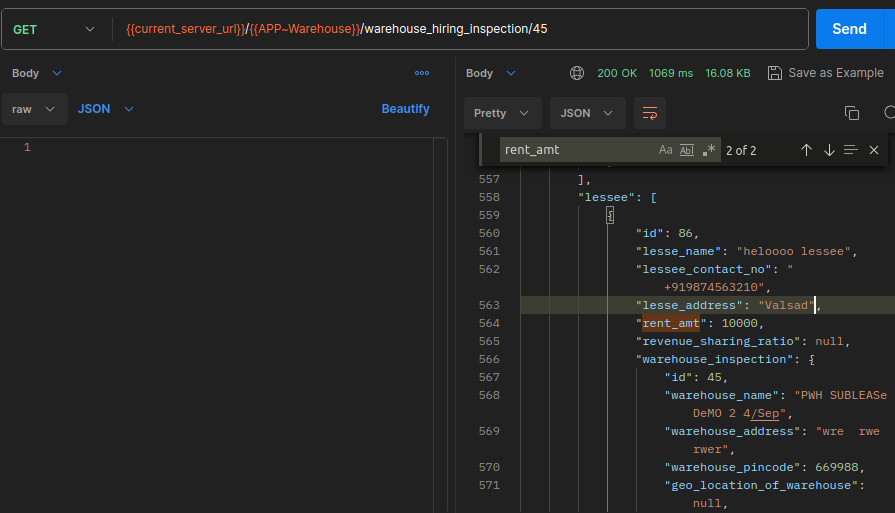 GET {{current_server_url}}/{{APP~Warehouse}}/warehouse_hiring_inspection/45 Send
Body
raw JSON Beautify
1
Body 200 OK 1069 ms 16.08 KB Save as Example
Pretty JSON
rent_amt Aa Abl .* 2 of 2
557 ],
558 "lessee": [
559 {
560 "id": 86,
561 "lesse_name": "heloooo lessee",
562 "lessee_contact_no": "
+919874563210",
563 "lesse_address": "Valsad",
564 "rent_amt": 10000,
565 "revenue_sharing_ratio": null,
566 "warehouse_inspection": {
567 "id": 45,
568 "warehouse_name": "PWH SUBLEASe
DeMO 2 4/Sep",
569 "warehouse_address": "wre  rwe
rwer",
570 "warehouse_pincode": 669988,
571 "geo_location_of_warehouse":
null,